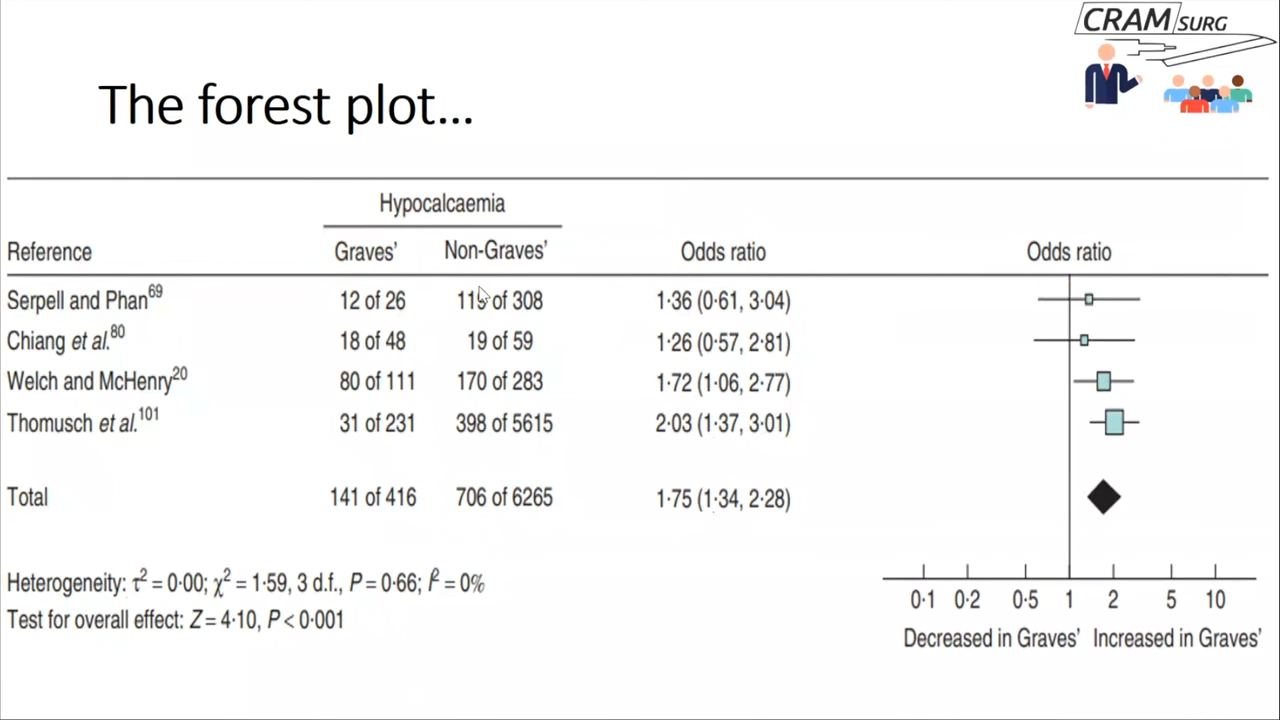 CRAMSURG
The forest plot...
Hypocalcaemia
Reference Graves’ Non-Graves’ Odds ratio Odds ratio
Serpell and Phan69 12 of 26 119 of 308 1·36 (0·61, 3·04)
Chiang et al.80 18 of 48 19 of 59 1·26 (0·57, 2·81)
Welch and McHenry20 80 of 111 170 of 283 1·72 (1·06, 2·77)
Thomusch et al.101 31 of 231 398 of 5615 2·03 (1·37, 3·01)
Total 141 of 416 706 of 6265 1·75 (1·34, 2·28)
Heterogeneity: τ2 = 0·00; χ2 = 1·59, 3 d.f., P = 0·66; I2 = 0%
Test for overall effect: Z = 4·10, P < 0·001
0·1 0·2 0·5 1 2 5 10
Decreased in Graves’ Increased in Graves’